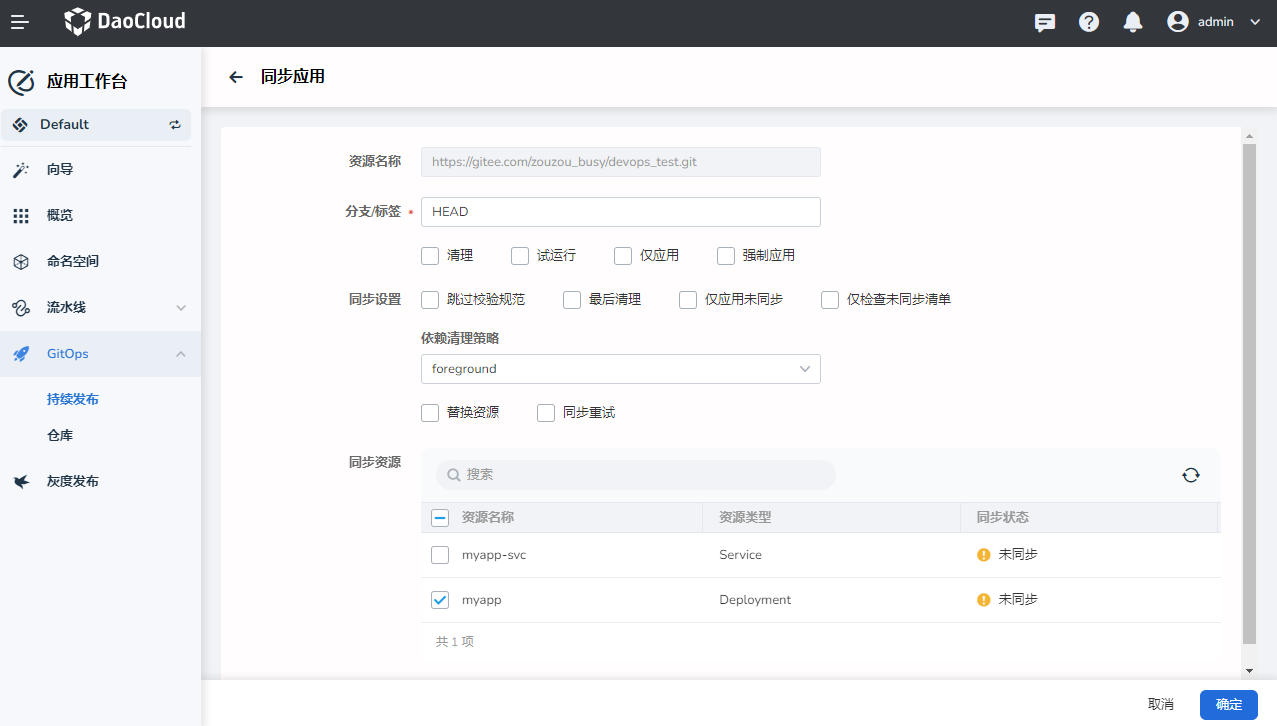 DaoCloud
admin
应用工作台
Default
向导
概览
命名空间
流水线
GitOps
持续发布
仓库
灰度发布
同步应用
资源名称 https://gitee.com/zouzou_busy/devops_test.git
分支/标签 * HEAD
清理 试运行 仅应用 强制应用
同步设置 跳过校验规范 最后清理 仅应用未同步 仅检查未同步清单
依赖清理策略
foreground
替换资源 同步重试
同步资源 搜索
资源名称 资源类型 同步状态
myapp-svc Service 未同步
myapp Deployment 未同步
共 1 项
取消 确定